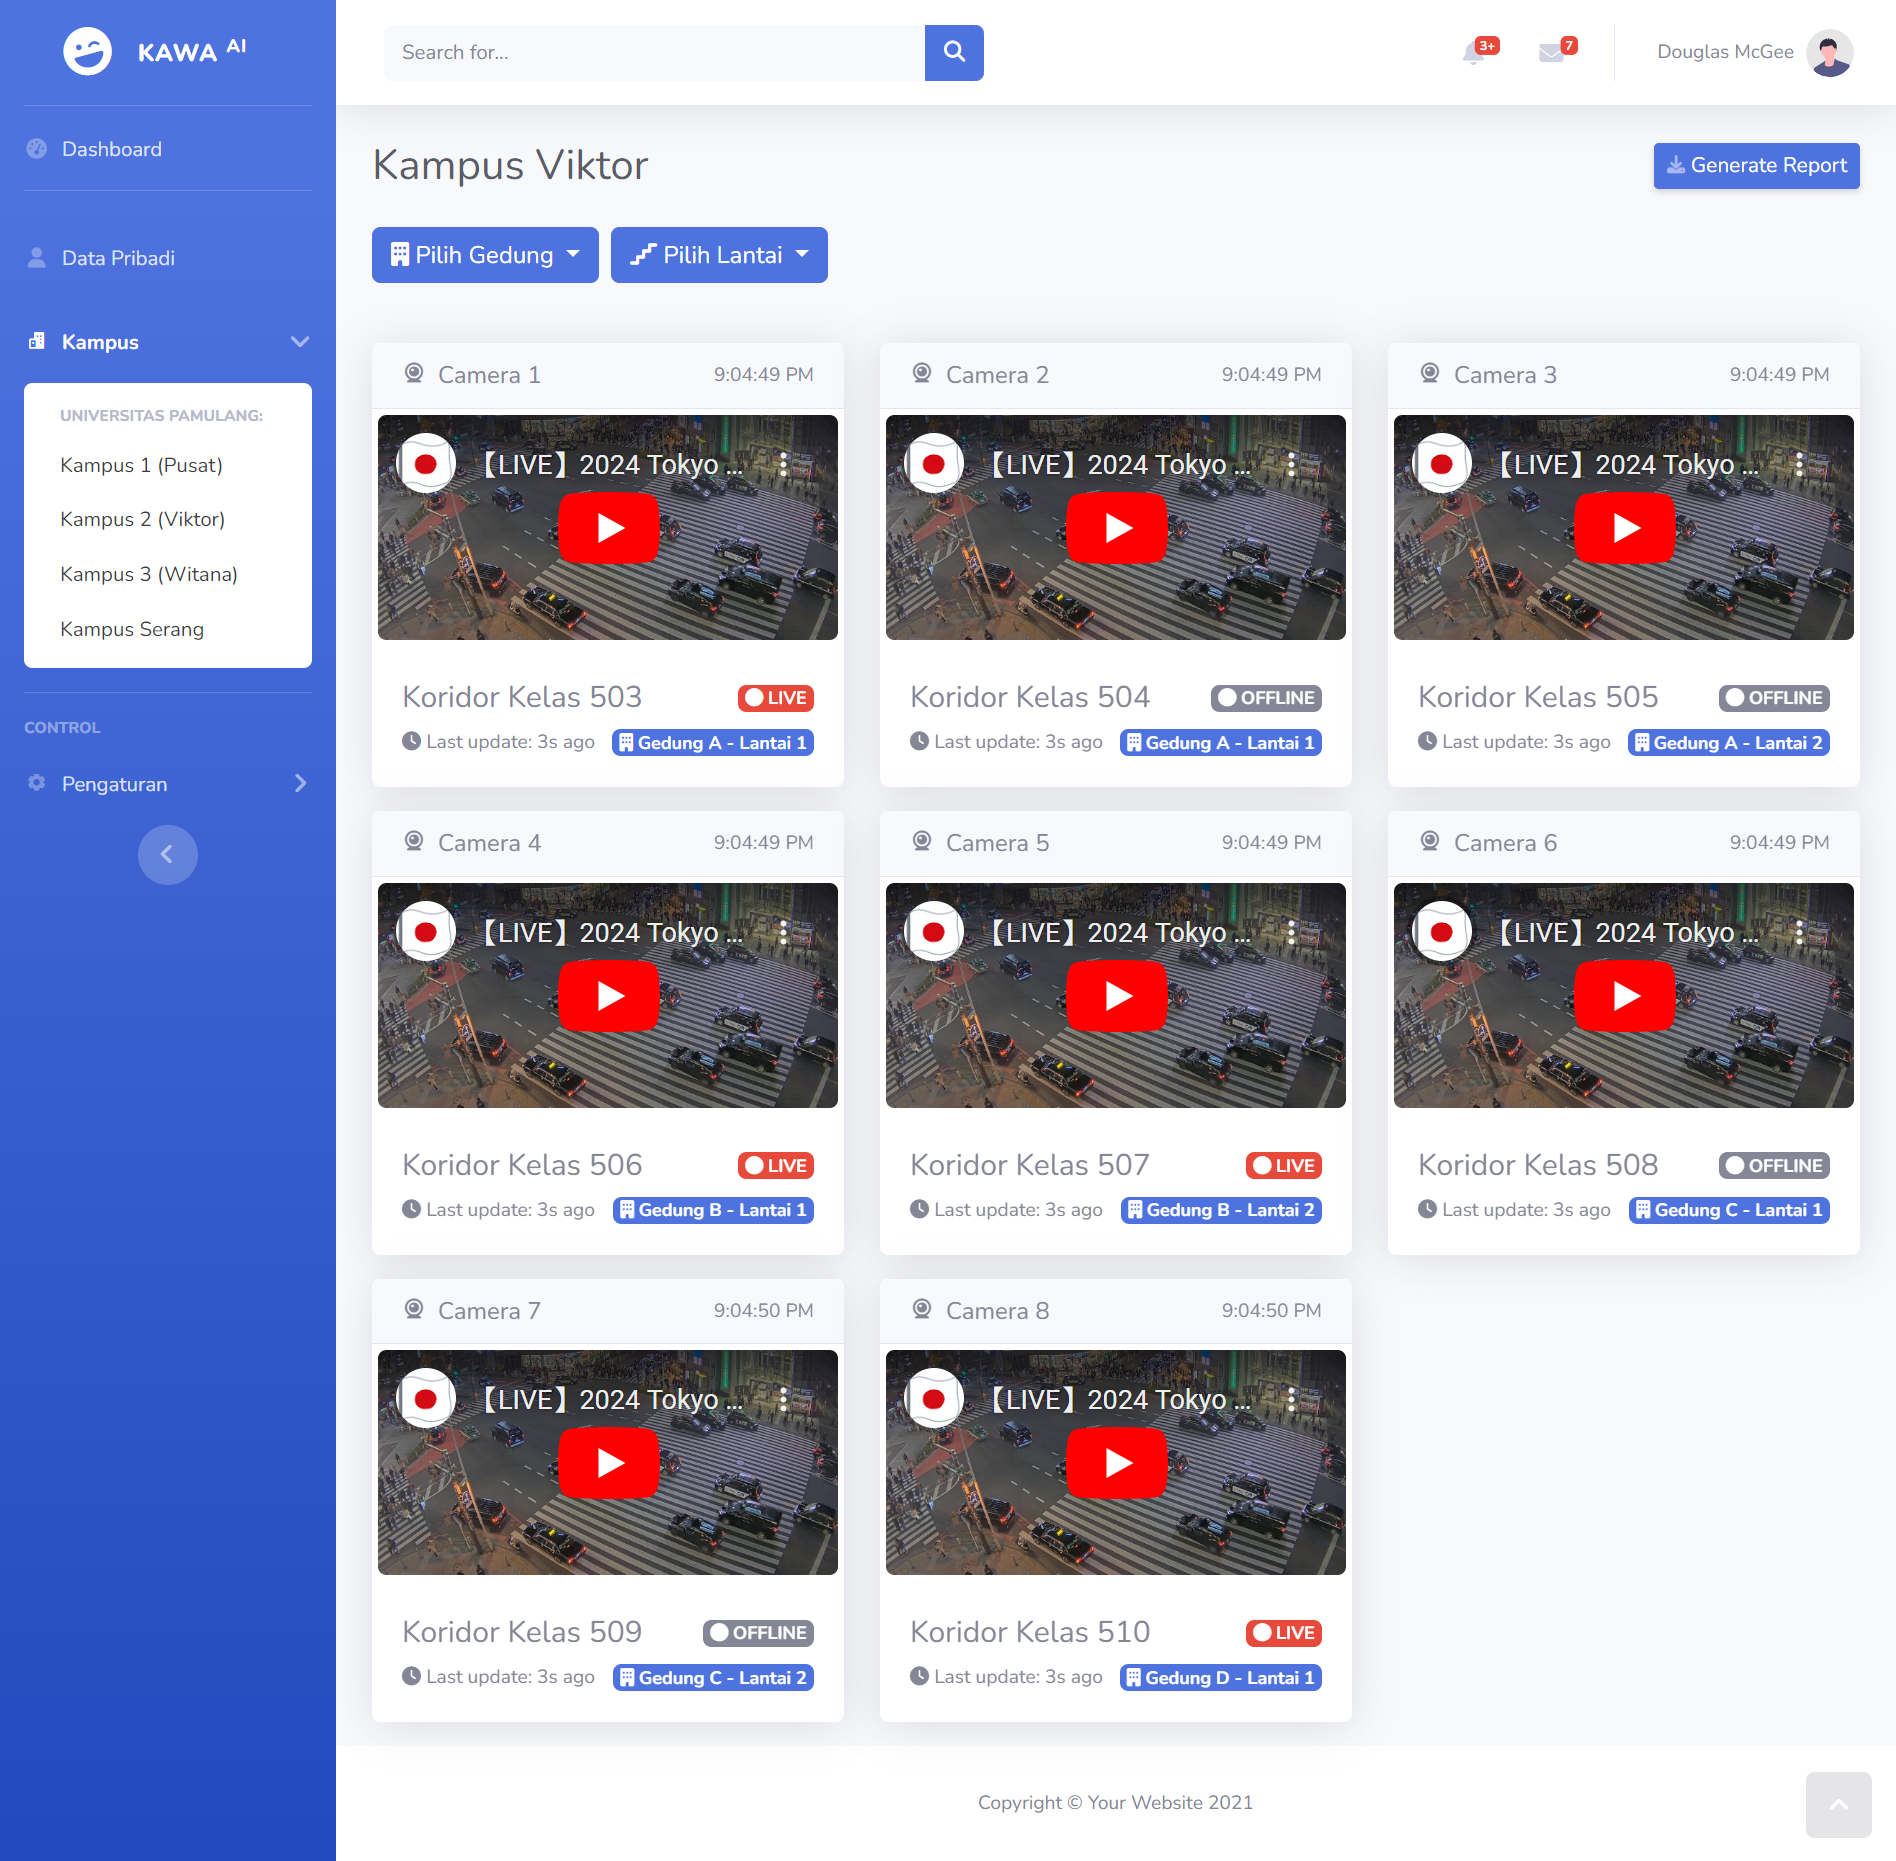 KAWA AI
Search for...
3+
7
Douglas McGee
Dashboard
Data Pribadi
Kampus
UNIVERSITAS PAMULANG:
Kampus 1 (Pusat)
Kampus 2 (Viktor)
Kampus 3 (Witana)
Kampus Serang
CONTROL
Pengaturan
Kampus Viktor
Generate Report
Pilih Gedung
Pilih Lantai
Camera 1
9:04:49 PM
【LIVE】2024 Tokyo ...
Koridor Kelas 503
LIVE
Last update: 3s ago
Gedung A - Lantai 1
Camera 2
9:04:49 PM
【LIVE】2024 Tokyo ...
Koridor Kelas 504
OFFLINE
Last update: 3s ago
Gedung A - Lantai 1
Camera 3
9:04:49 PM
【LIVE】2024 Tokyo ...
Koridor Kelas 505
OFFLINE
Last update: 3s ago
Gedung A - Lantai 2
Camera 4
9:04:49 PM
【LIVE】2024 Tokyo ...
Koridor Kelas 506
LIVE
Last update: 3s ago
Gedung B - Lantai 1
Camera 5
9:04:49 PM
【LIVE】2024 Tokyo ...
Koridor Kelas 507
LIVE
Last update: 3s ago
Gedung B - Lantai 2
Camera 6
9:04:49 PM
【LIVE】2024 Tokyo ...
Koridor Kelas 508
OFFLINE
Last update: 3s ago
Gedung C - Lantai 1
Camera 7
9:04:50 PM
【LIVE】2024 Tokyo ...
Koridor Kelas 509
OFFLINE
Last update: 3s ago
Gedung C - Lantai 2
Camera 8
9:04:50 PM
【LIVE】2024 Tokyo ...
Koridor Kelas 510
LIVE
Last update: 3s ago
Gedung D - Lantai 1
Copyright © Your Website 2021